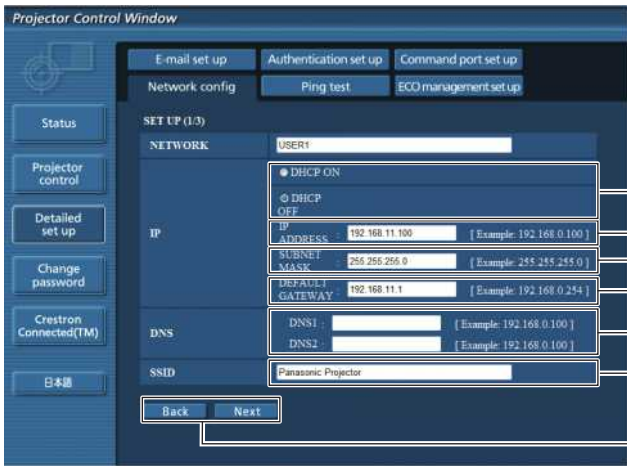 Projector Control Window
E-mail set up Authentication set up Command port set up
Network config Ping test ECO management set up
Status
Projector control
Detailed set up
Change password
Crestron Connected(TM)
日本語
SET UP (1/3)
NETWORK USER1
IP
DHCP ON
DHCP OFF
IP ADDRESS : 192.168.11.100 [ Example: 192.168.0.100 ]
SUBNET MASK : 255.255.255.0 [ Example: 255.255.255.0 ]
DEFAULT GATEWAY : 192.168.11.1 [ Example: 192.168.0.254 ]
DNS
DNS1 : [ Example: 192.168.0.100 ]
DNS2 : [ Example: 192.168.0.100 ]
SSID Panasonic Projector
Back Next